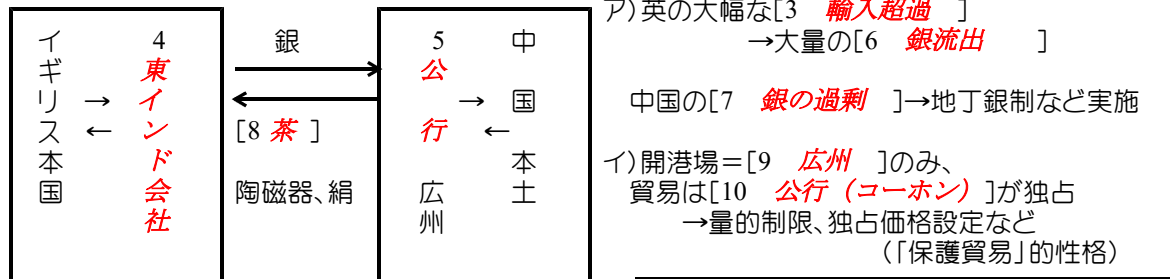 イギリス本国
→
←
4 東インド会社
銀
[8 茶 ]
陶磁器、絹
5 公行 広州
→
←
中国本土
ア)英の大幅な[3 輸入超過 ]
→大量の[6 銀流出 ]
中国の[7 銀の過剰 ]→地丁銀制など実施
イ)開港場=[9 広州 ]のみ、
貿易は[10 公行(コーホン) ]が独占
→量的制限、独占価格設定など
(「保護貿易」的性格)